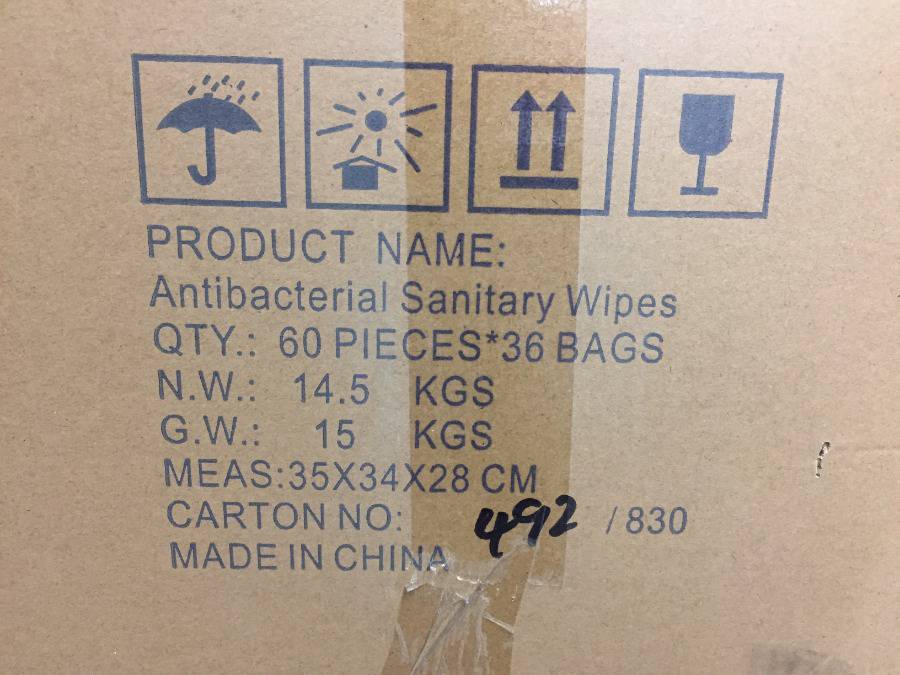 PRODUCT NAME:
Antibacterial Sanitary Wipes
QTY.: 60 PIECES*36 BAGS
N.W.: 14.5 KGS
G.W.: 15 KGS
MEAS:35X34X28 CM
CARTON NO: 492 /830
MADE IN CHINA